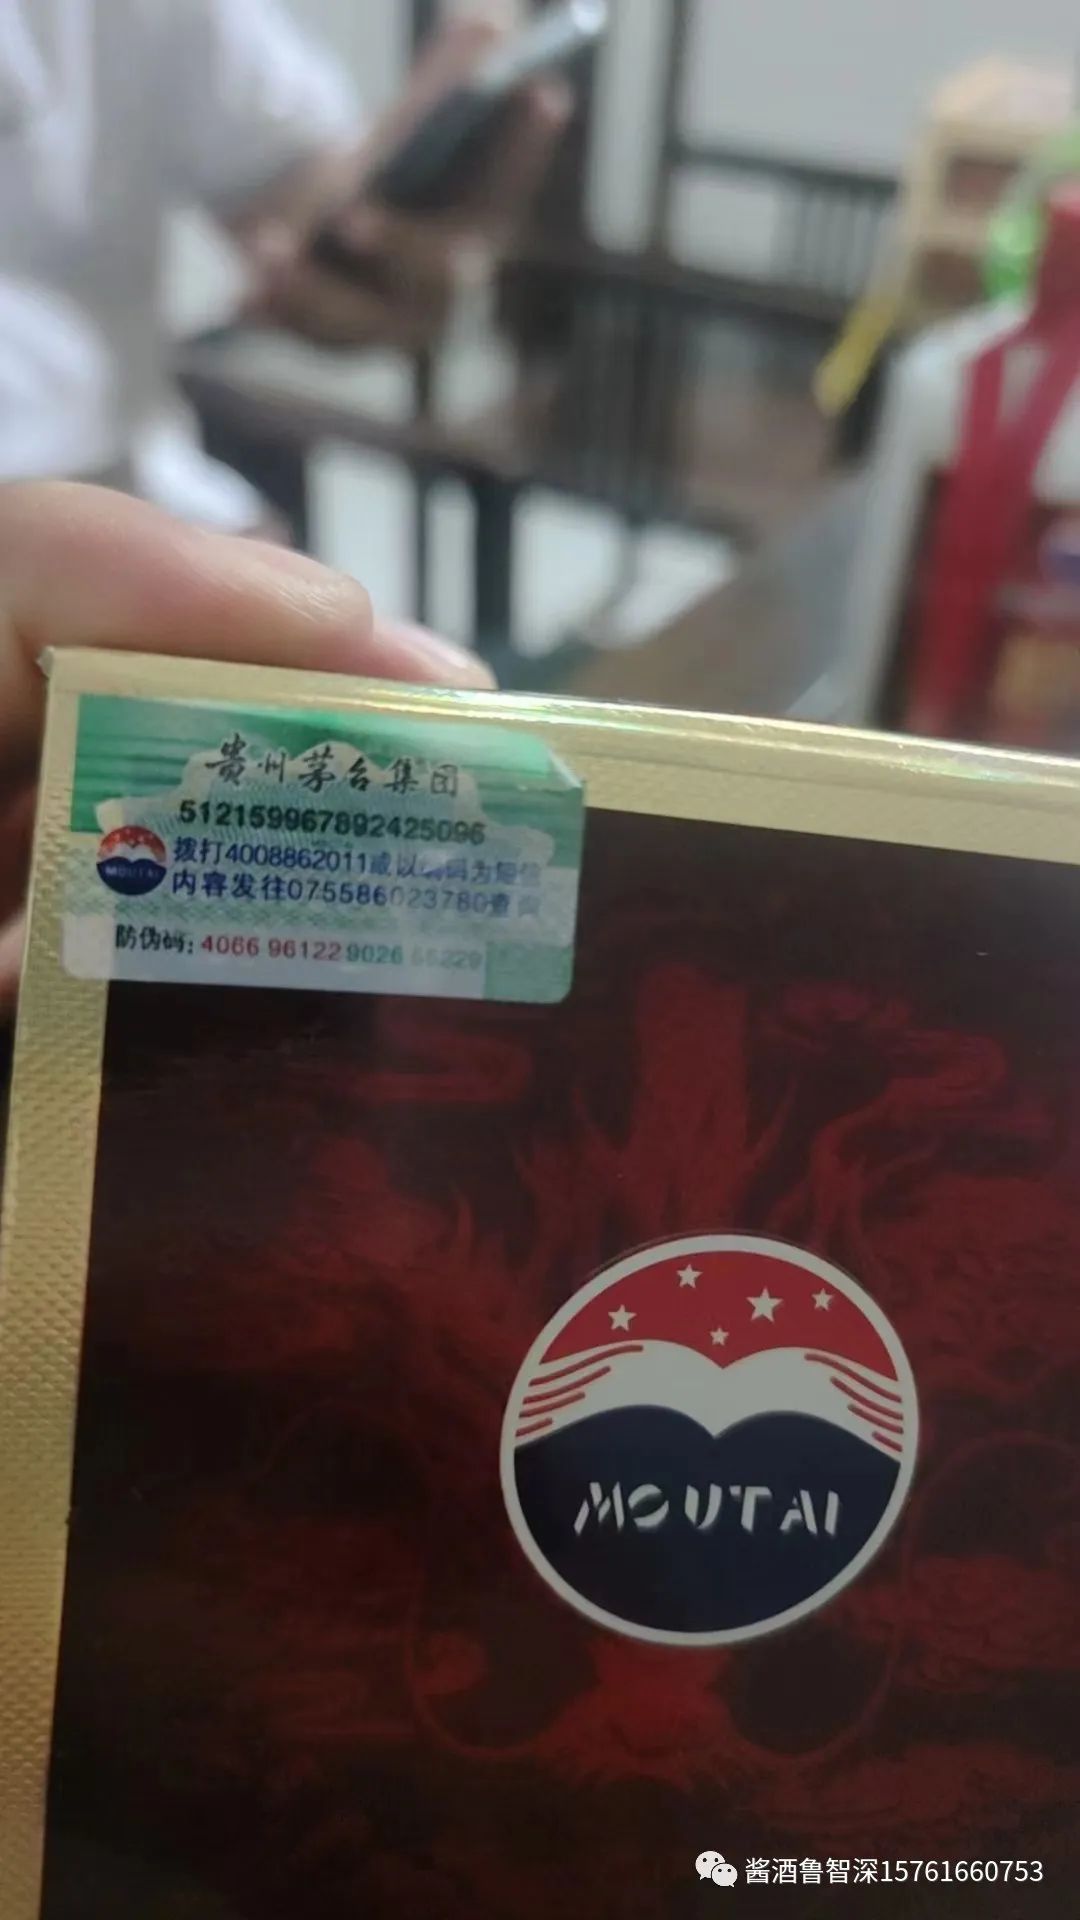 贵州茅台集团
512159967892425096
拨打4008862011或以编码为短信
内容发往075586023780查询
MOUTAI
防伪码: 4066 96122 9026
MOUTAI
酱酒鲁智深15761660753